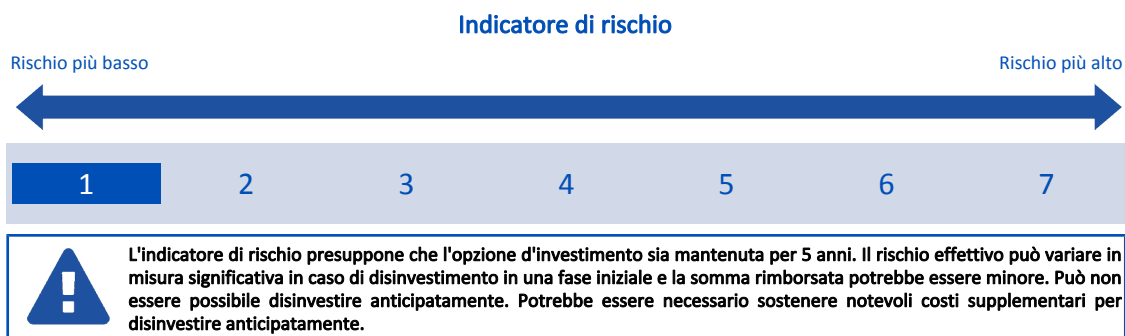 Indicatore di rischio
Rischio più basso
Rischio più alto
1 2 3 4 5 6 7
L'indicatore di rischio presuppone che l'opzione d'investimento sia mantenuta per 5 anni. Il rischio effettivo può variare in
misura significativa in caso di disinvestimento in una fase iniziale e la somma rimborsata potrebbe essere minore. Può non
essere possibile disinvestire anticipatamente. Potrebbe essere necessario sostenere notevoli costi supplementari per
disinvestire anticipatamente.